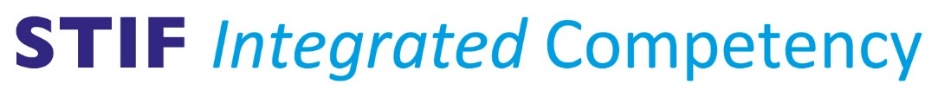 STIF Integrated Competency